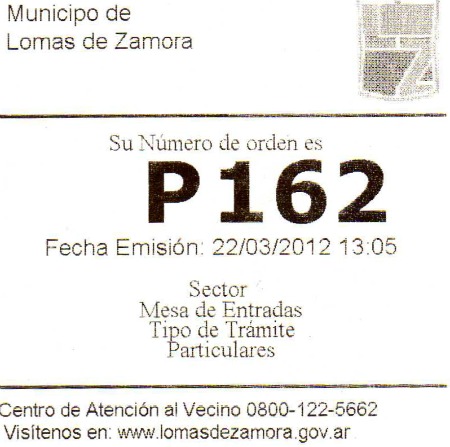 Municipo de
Lomas de Zamora
Su Número de orden es
P162
Fecha Emisión: 22/03/2012 13:05
Sector
Mesa de Entradas
Tipo de Trámite
Particulares
Centro de Atención al Vecino 0800-122-5662
Visítenos en: www.lomasdezamora.gov.ar